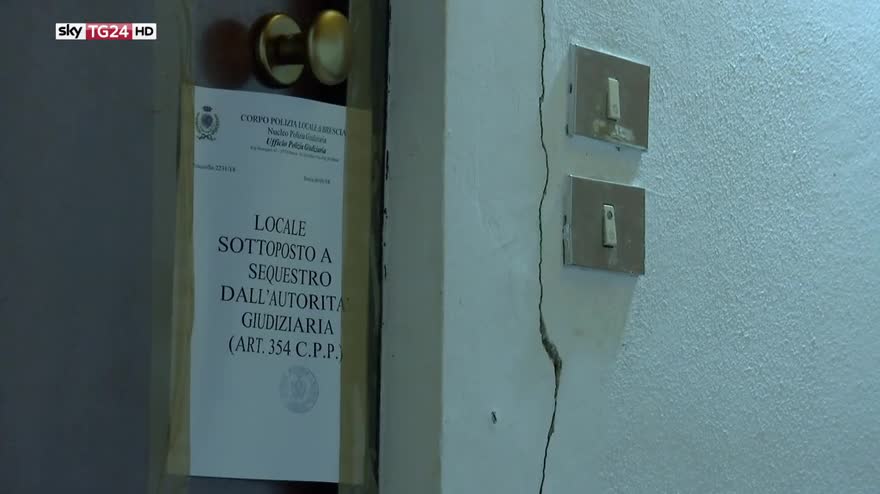 sky TG24 HD
CORPO POLIZIA LOCALE di BRESCIA
Nucleo Polizia Giudiziaria
Ufficio Polizia Giudiziaria
LOCALE
SOTTOPOSTO A
SEQUESTRO
DALL'AUTORITA'
GIUDIZIARIA
(ART. 354 C.P.P.)